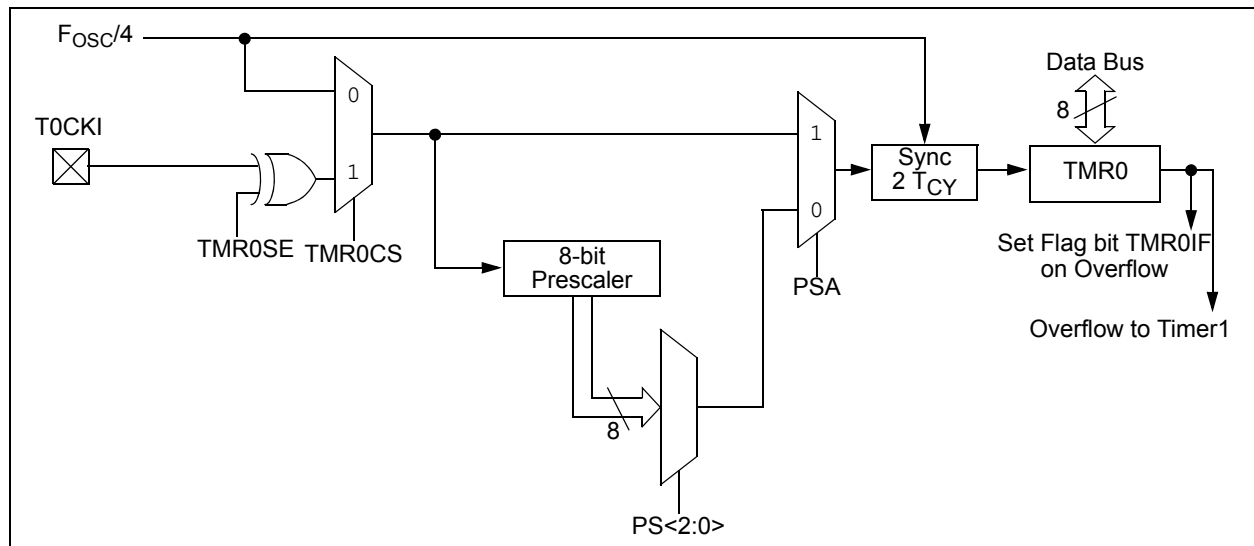 FOSC/4
Data Bus
8
T0CKI
0
1
1
0
Sync
2 TCY
TMR0
TMR0SE
TMR0CS
8-bit
Prescaler
PSA
Set Flag bit TMR0IF
on Overflow
Overflow to Timer1
8
PS<2:0>